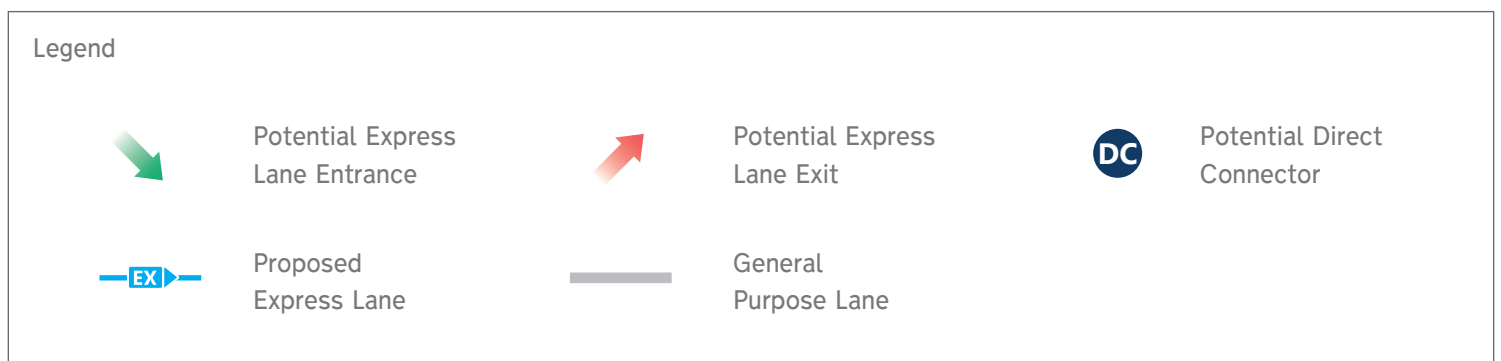 Legend
Potential Express
Lane Entrance
Potential Express
Lane Exit
DC
Potential Direct
Connector
EX
Proposed
Express Lane
General
Purpose Lane